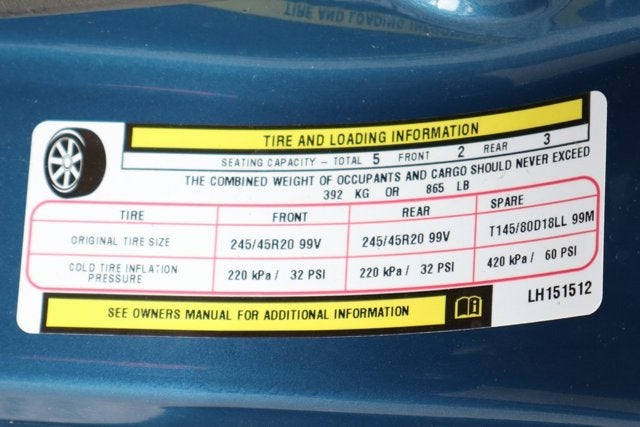 TIRE AND LOADING INFORMATION
SEATING CAPACITY – TOTAL 5 FRONT 2 REAR 3
THE COMBINED WEIGHT OF OCCUPANTS AND CARGO SHOULD NEVER EXCEED
392 KG OR 865 LB
TIRE FRONT REAR SPARE
ORIGINAL TIRE SIZE 245/45R20 99V 245/45R20 99V T145/80D18LL 99M
COLD TIRE INFLATION PRESSURE 220 kPa / 32 PSI 220 kPa / 32 PSI 420 kPa / 60 PSI
SEE OWNERS MANUAL FOR ADDITIONAL INFORMATION
LH151512